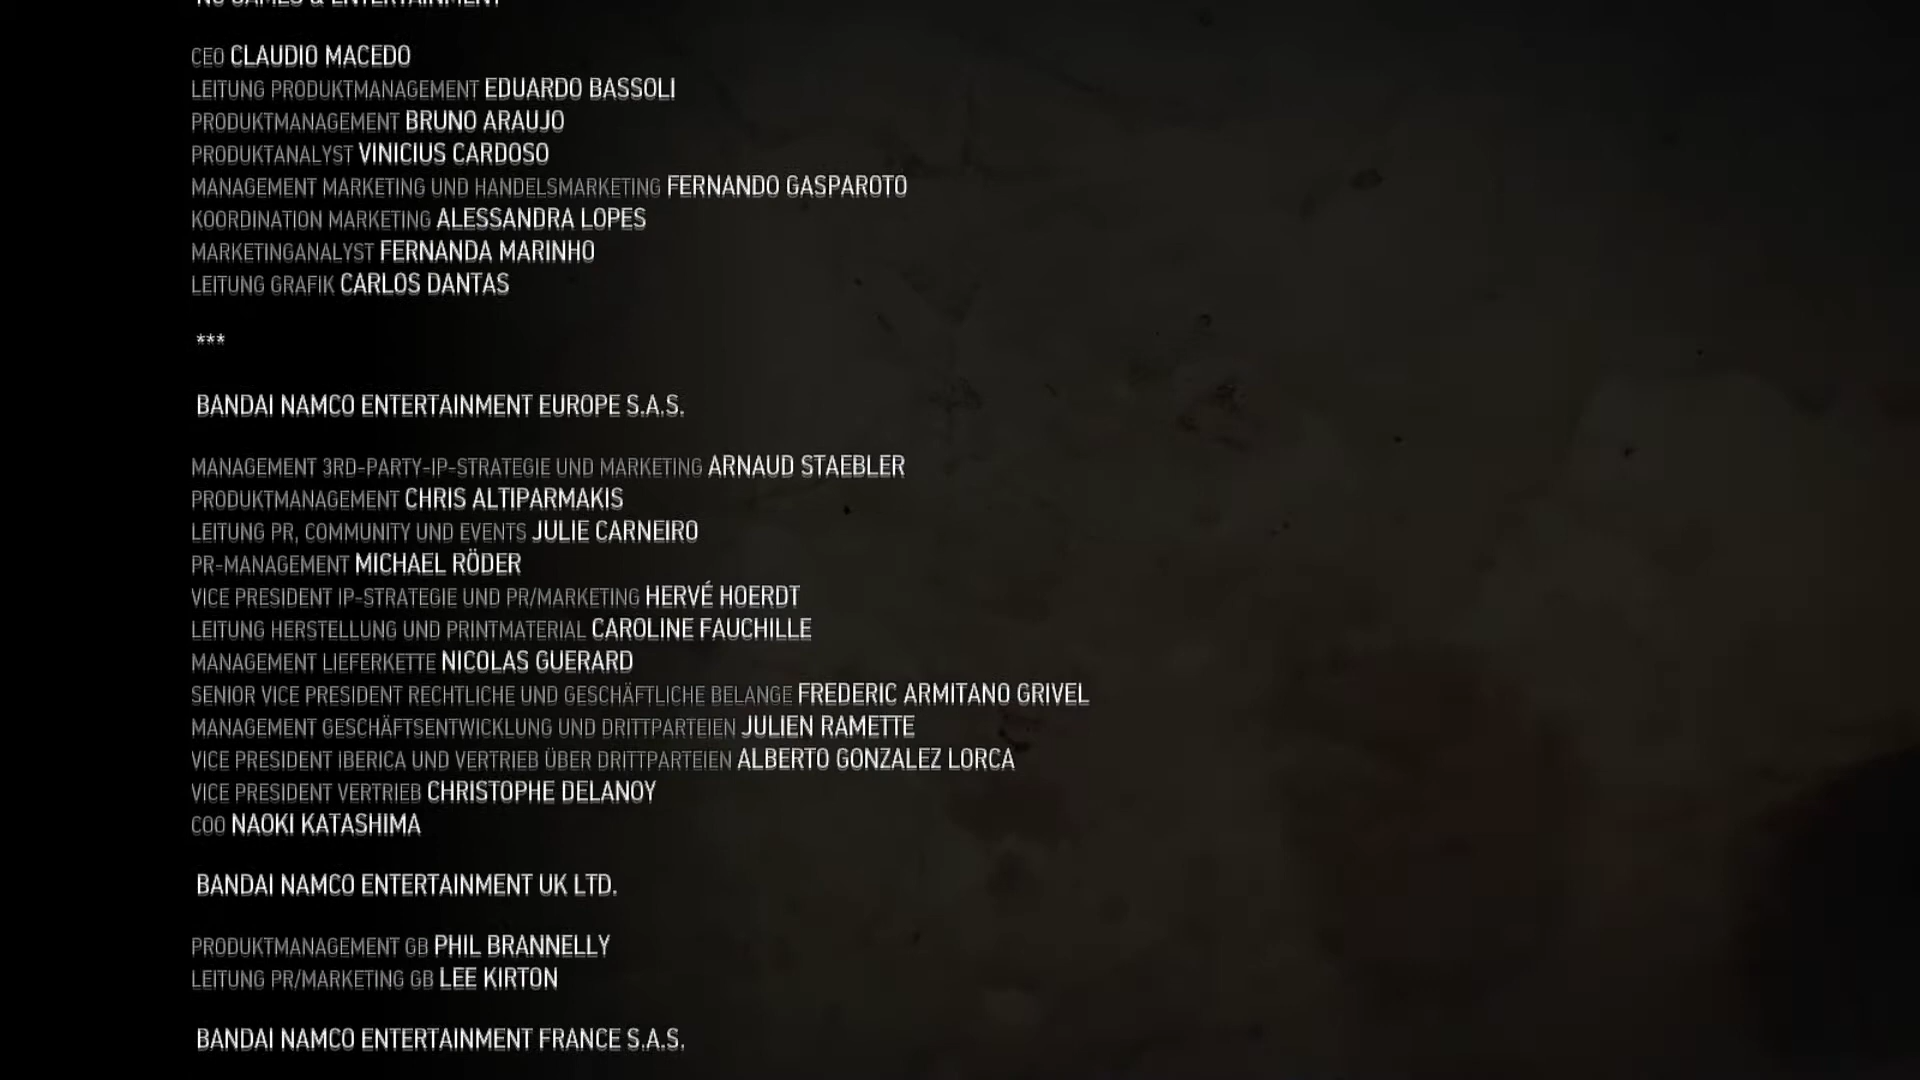 GAMES & ENTERTAINMENT
CEO CLAUDIO MACEDO
LEITUNG PRODUKTMANAGEMENT EDUARDO BASSOLI
PRODUKTMANAGEMENT BRUNO ARAUJO
PRODUKTANALYST VINICIUS CARDOSO
MANAGEMENT MARKETING UND HANDELSMARKETING FERNANDO GASPAROTO
KOORDINATION MARKETING ALESSANDRA LOPES
MARKETINGANALYST FERNANDA MARINHO
LEITUNG GRAFIK CARLOS DANTAS
***
BANDAI NAMCO ENTERTAINMENT EUROPE S.A.S.
MANAGEMENT 3RD-PARTY-IP-STRATEGIE UND MARKETING ARNAUD STAEBLER
PRODUKTMANAGEMENT CHRIS ALTIPARMAKIS
LEITUNG PR, COMMUNITY UND EVENTS JULIE CARNEIRO
PR-MANAGEMENT MICHAEL RÖDER
VICE PRESIDENT IP-STRATEGIE UND PR/MARKETING HERVÉ HOERDT
LEITUNG HERSTELLUNG UND PRINTMATERIAL CAROLINE FAUCHILLE
MANAGEMENT LIEFERKETTE NICOLAS GUERARD
SENIOR VICE PRESIDENT RECHTLICHE UND GESCHÄFTLICHE BELANGE FREDERIC ARMITANO GRIVEL
MANAGEMENT GESCHÄFTSENTWICKLUNG UND DRITTPARTEIEN JULIEN RAMETTE
VICE PRESIDENT IBERICA UND VERTRIEB ÜBER DRITTPARTEIEN ALBERTO GONZALEZ LORCA
VICE PRESIDENT VERTRIEB CHRISTOPHE DELANOY
COO NAOKI KATASHIMA
BANDAI NAMCO ENTERTAINMENT UK LTD.
PRODUKTMANAGEMENT GB PHIL BRANNELLY
LEITUNG PR/MARKETING GB LEE KIRTON
BANDAI NAMCO ENTERTAINMENT FRANCE S.A.S.